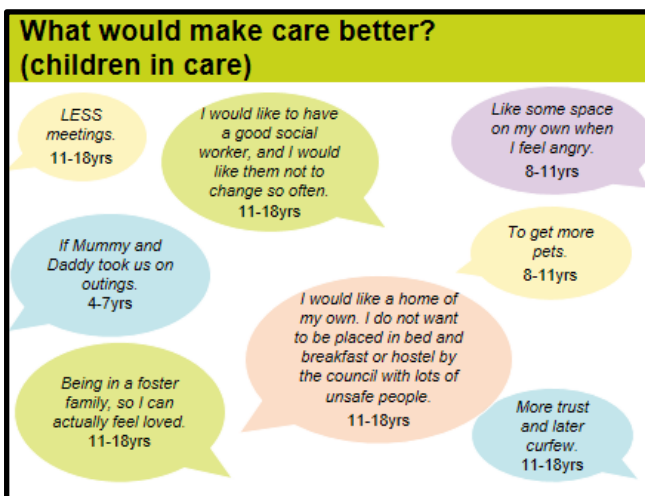 What would make care better?
(children in care)
LESS
meetings.
11-18yrs
I would like to have
a good social
worker, and I would
like them not to
change so often.
11-18yrs
Like some space
on my own when
I feel angry.
8-11yrs
If Mummy and
Daddy took us on
outings.
4-7yrs
To get more
pets.
8-11yrs
I would like a home of
my own. I do not want
to be placed in bed and
breakfast or hostel by
the council with lots of
unsafe people.
11-18yrs
Being in a foster
family, so I can
actually feel loved.
11-18yrs
More trust
and later
curfew.
11-18yrs